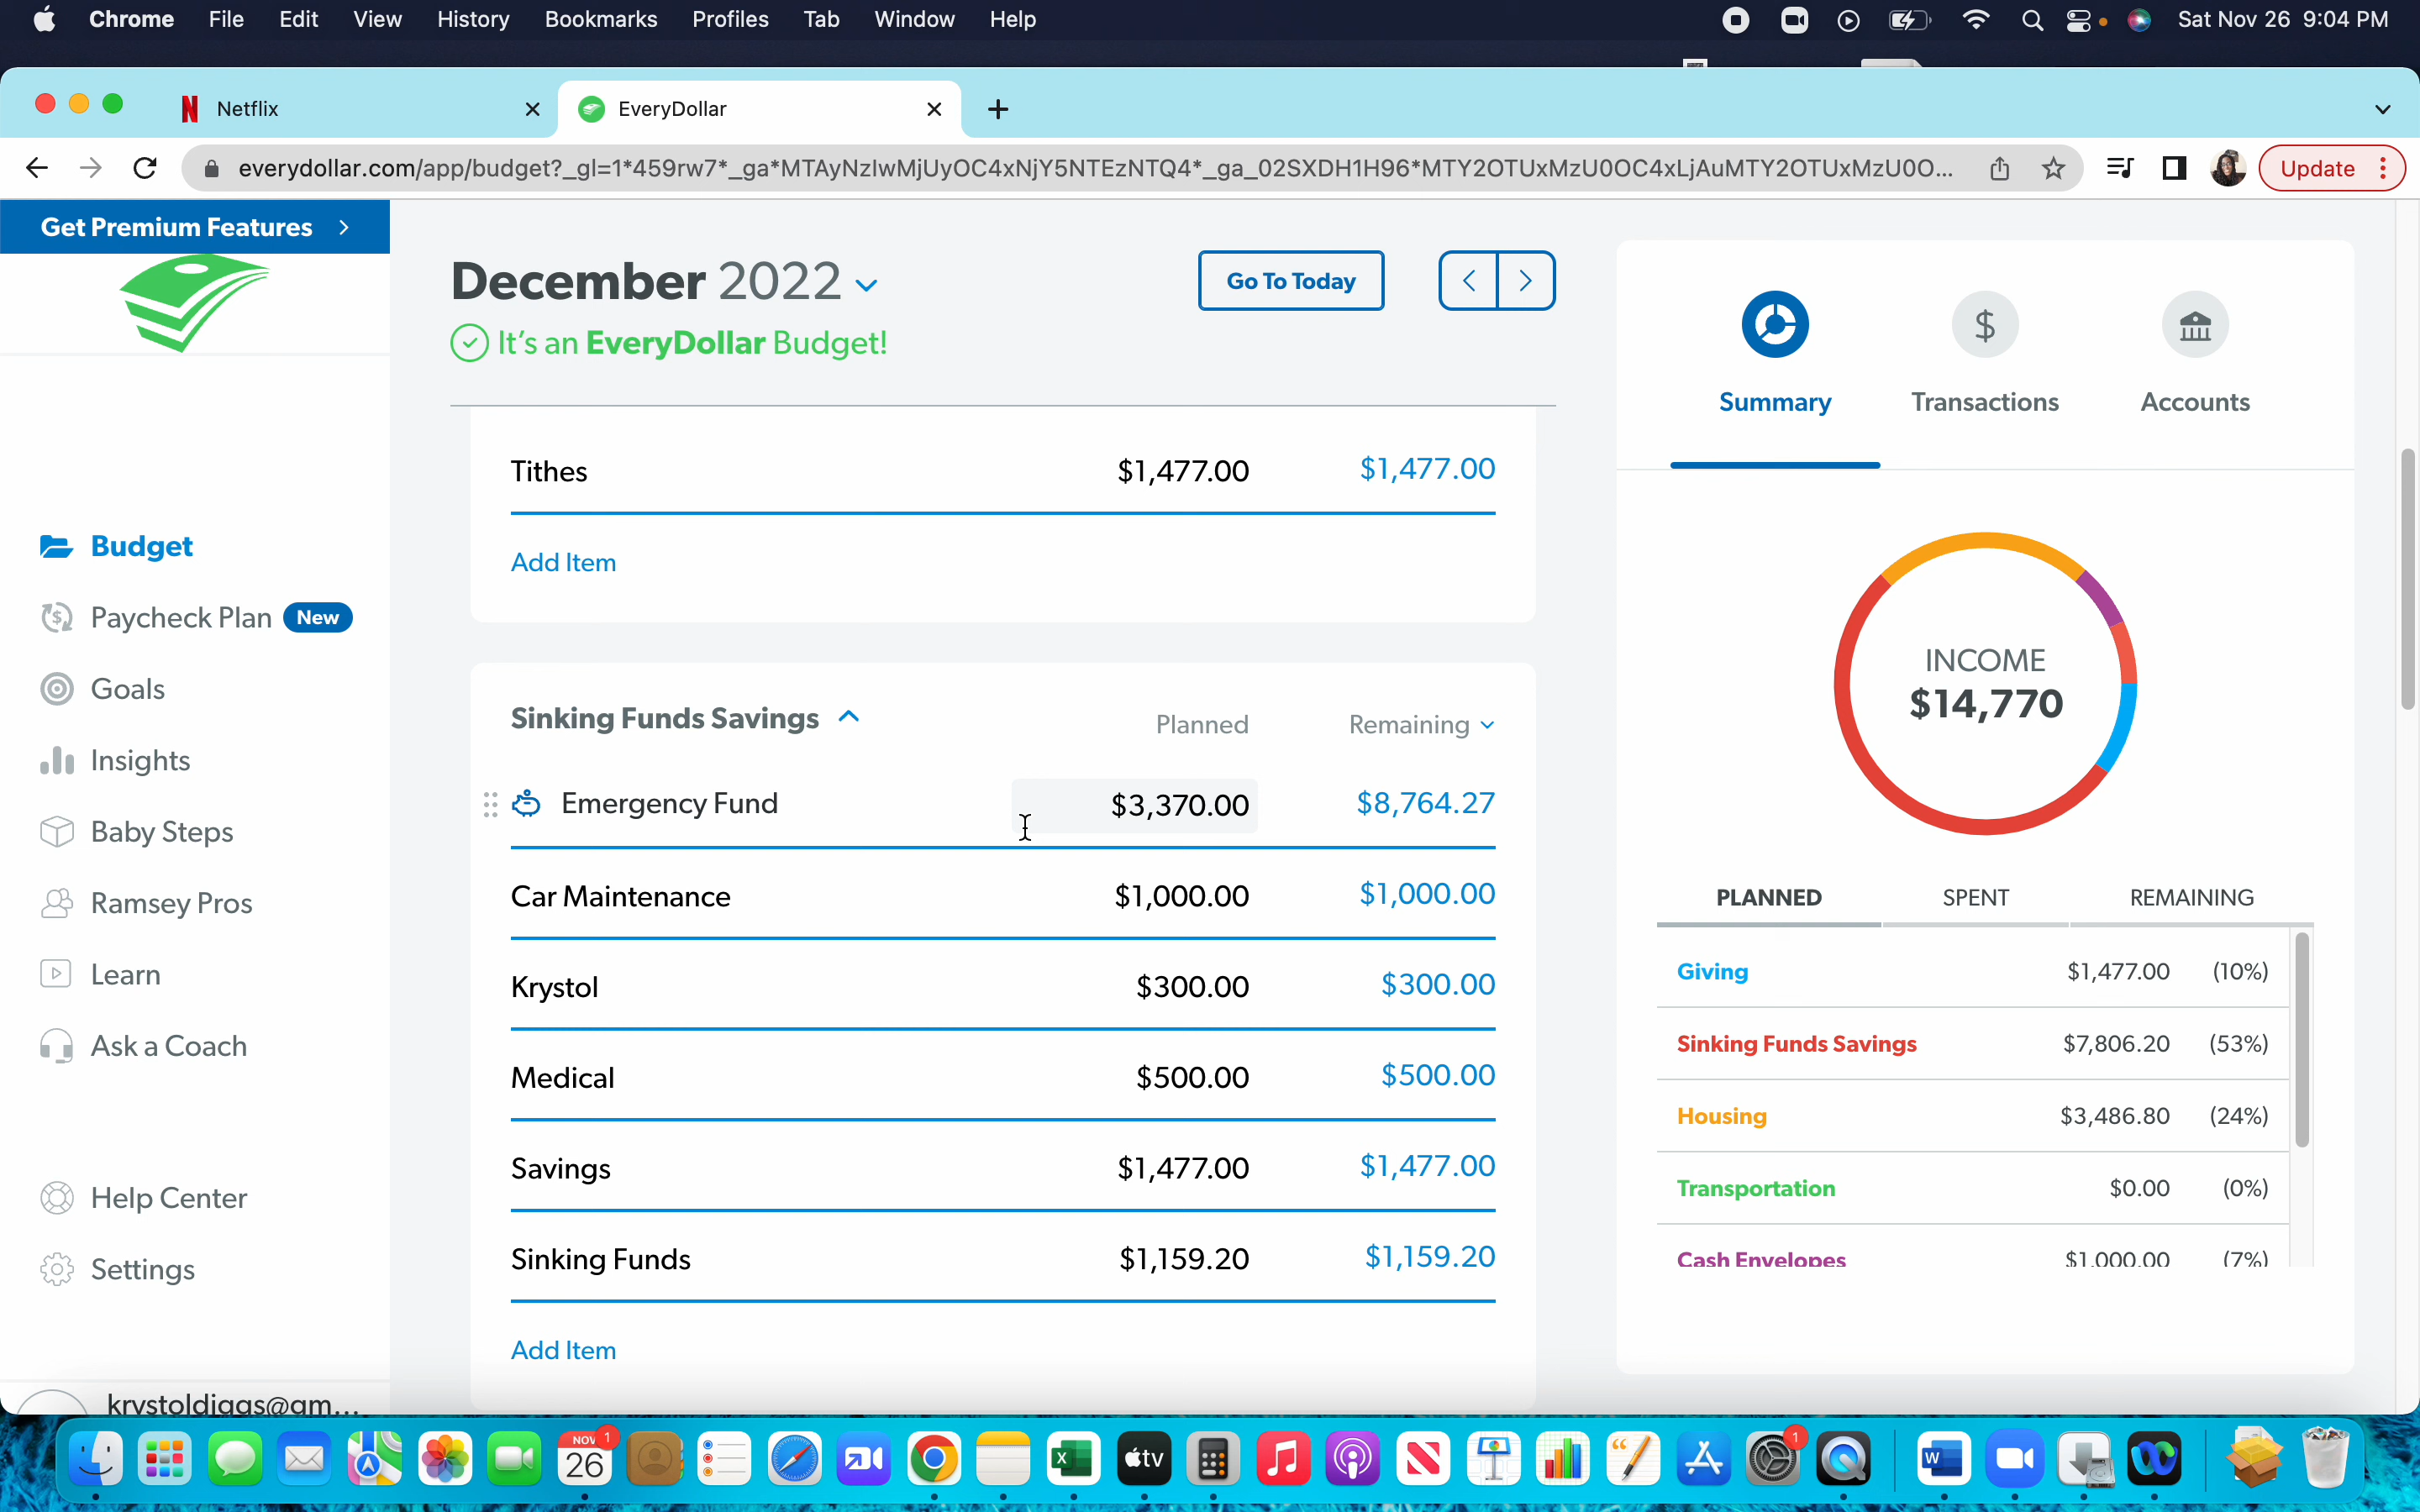 Chrome File Edit View History Bookmarks Profiles Tab Window Help Sat Nov 26 9:04 PM
Netflix EveryDollar
everydollar.com/app/budget?_gl=1*459rw7*_ga*MTAyNzIwMjUyOC4xNjY5NTEzNTQ4*_ga_02SXDH1H96*MTY2OTUxMzU0OC4xLjAuMTY2OTUxMzU0O... Update
Get Premium Features
December 2022
Go To Today
It's an EveryDollar Budget!
Budget
Paycheck Plan New
Goals
Insights
Baby Steps
Ramsey Pros
Learn
Ask a Coach
Help Center
Settings
krystoldiggs@gm...
Tithes $1,477.00 $1,477.00
Add Item
Sinking Funds Savings Planned Remaining
Emergency Fund $3,370.00 $8,764.27
Car Maintenance $1,000.00 $1,000.00
Krystol $300.00 $300.00
Medical $500.00 $500.00
Savings $1,477.00 $1,477.00
Sinking Funds $1,159.20 $1,159.20
Add Item
$
Summary Transactions Accounts
INCOME
$14,770
PLANNED SPENT REMAINING
Giving $1,477.00 (10%)
Sinking Funds Savings $7,806.20 (53%)
Housing $3,486.80 (24%)
Transportation $0.00 (0%)
Cash Envelopes $1,000.00 (7%)
NOV 26 1
tv
1